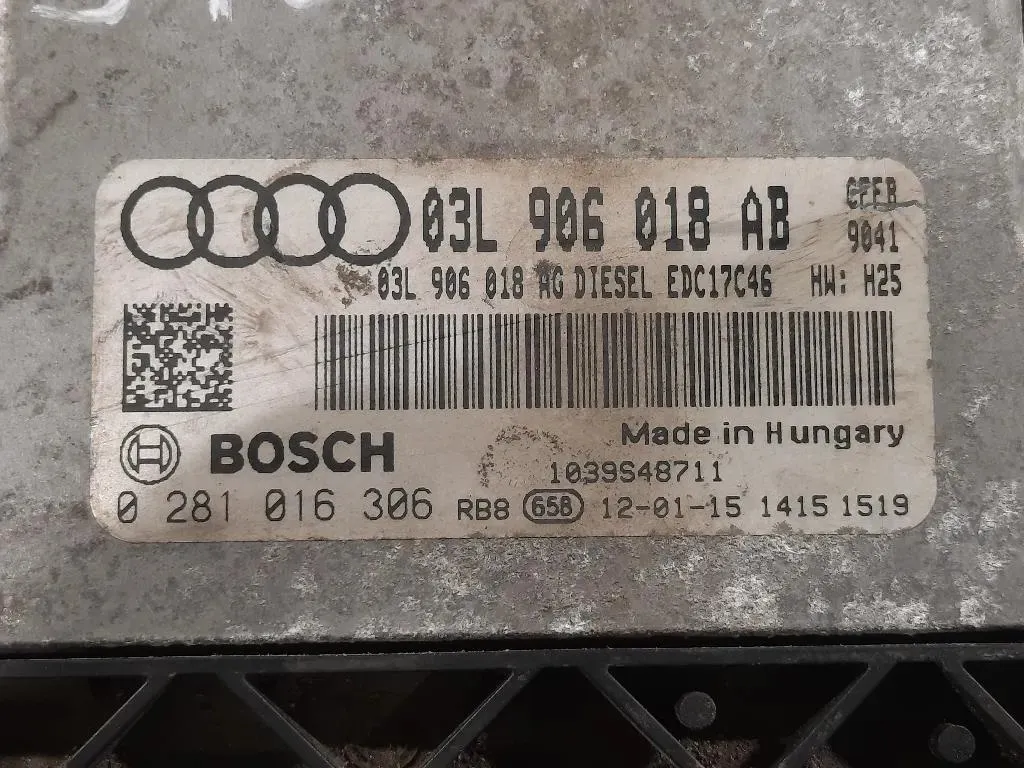 03L 906 018 AB
CFFB
9041
03L 906 018 AG DIESEL EDC17C46 HW: H25
BOSCH
Made in Hungary
1039S48711
0 281 016 306 RB8 658 12-01-15 1415 1519